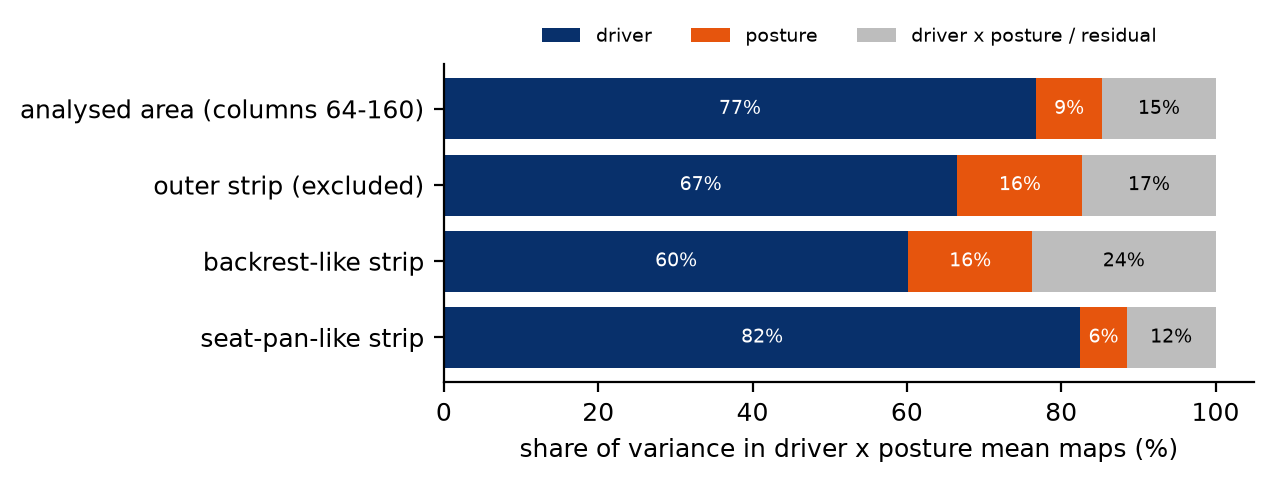 driver posture driver x posture / residual
analysed area (columns 64-160) 77% 9% 15%
outer strip (excluded) 67% 16% 17%
backrest-like strip 60% 16% 24%
seat-pan-like strip 82% 6% 12%
0 20 40 60 80 100
share of variance in driver x posture mean maps (%)